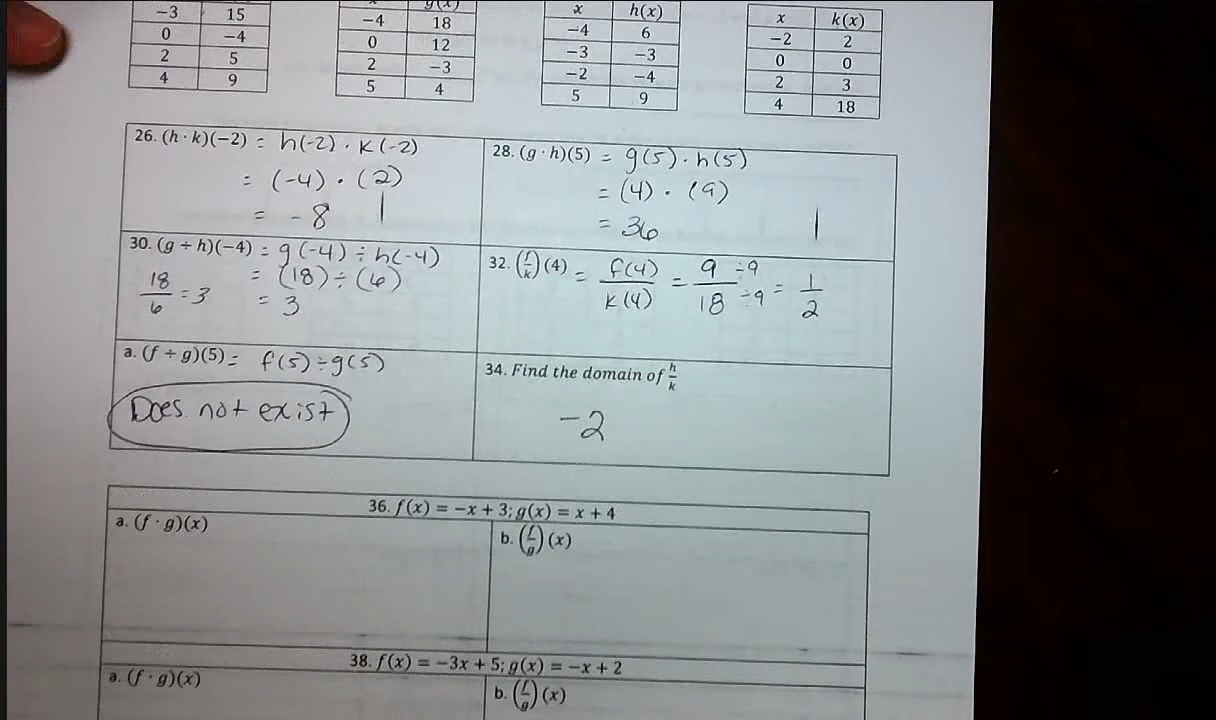 -3 15
0 -4
2 5
4 9
x g(x)
-4 18
0 12
2 -3
5 4
x h(x)
-4 6
-3 -3
-2 -4
5 9
x k(x)
-2 2
0 0
2 3
4 18
26. (h · k)(-2) = h(-2) · k(-2)
= (-4) · (2)
= -8 |
28. (g · h)(5) = g(5) · h(5)
= (4) · (9)
= 36 |
30. (g ÷ h)(-4) = g(-4) ÷ h(-4)
= (18) ÷ (6)
18/6 = 3
= 3
32. (f/k)(4) = f(4)/k(4) = 9/18 ÷9/÷9 = 1/2
a. (f ÷ g)(5) = f(5) ÷ g(5)
Does not exist
34. Find the domain of h/k
-2
36. f(x) = -x + 3; g(x) = x + 4
a. (f · g)(x)
b. (f/g)(x)
38. f(x) = -3x + 5; g(x) = -x + 2
a. (f · g)(x)
b. (f/g)(x)